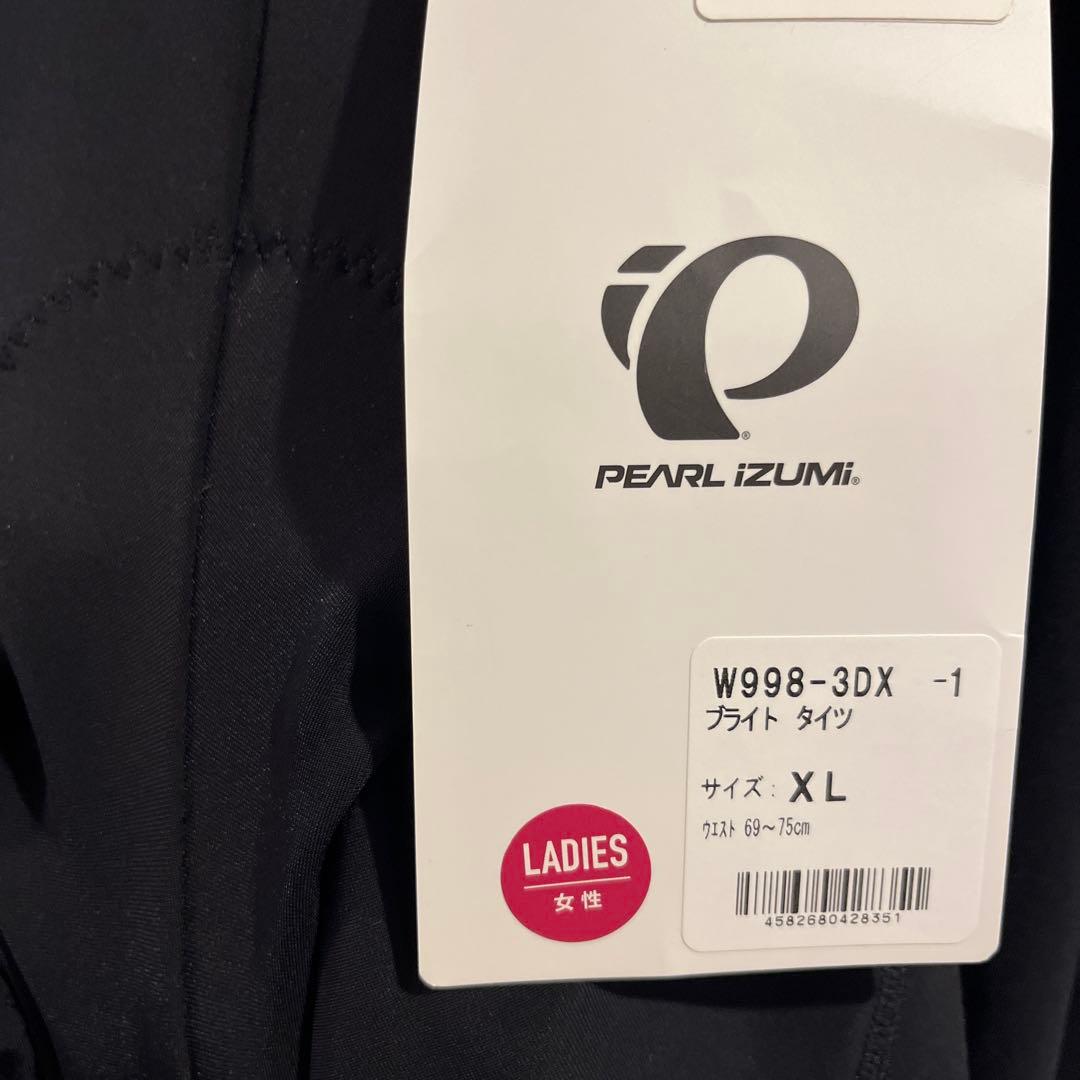 PEARL iZUMi®
W998-3DX -1
ブライト タイツ
サイズ: XL
ウエスト 69~75cm
4582680428351
LADIES
女性